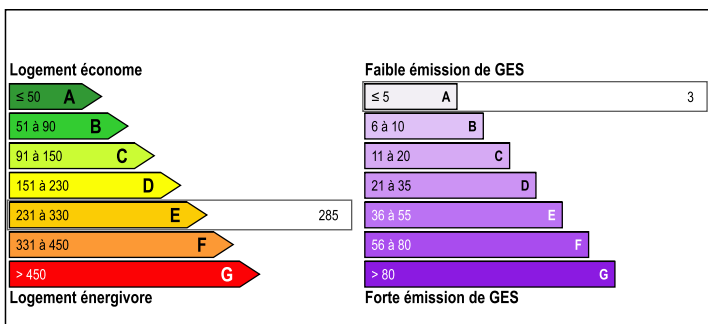 Logement économe
≤ 50 A
51 à 90 B
91 à 150 C
151 à 230 D
231 à 330 E 285
331 à 450 F
> 450 G
Logement énergivore
Faible émission de GES
≤ 5 A 3
6 à 10 B
11 à 20 C
21 à 35 D
36 à 55 E
56 à 80 F
> 80 G
Forte émission de GES